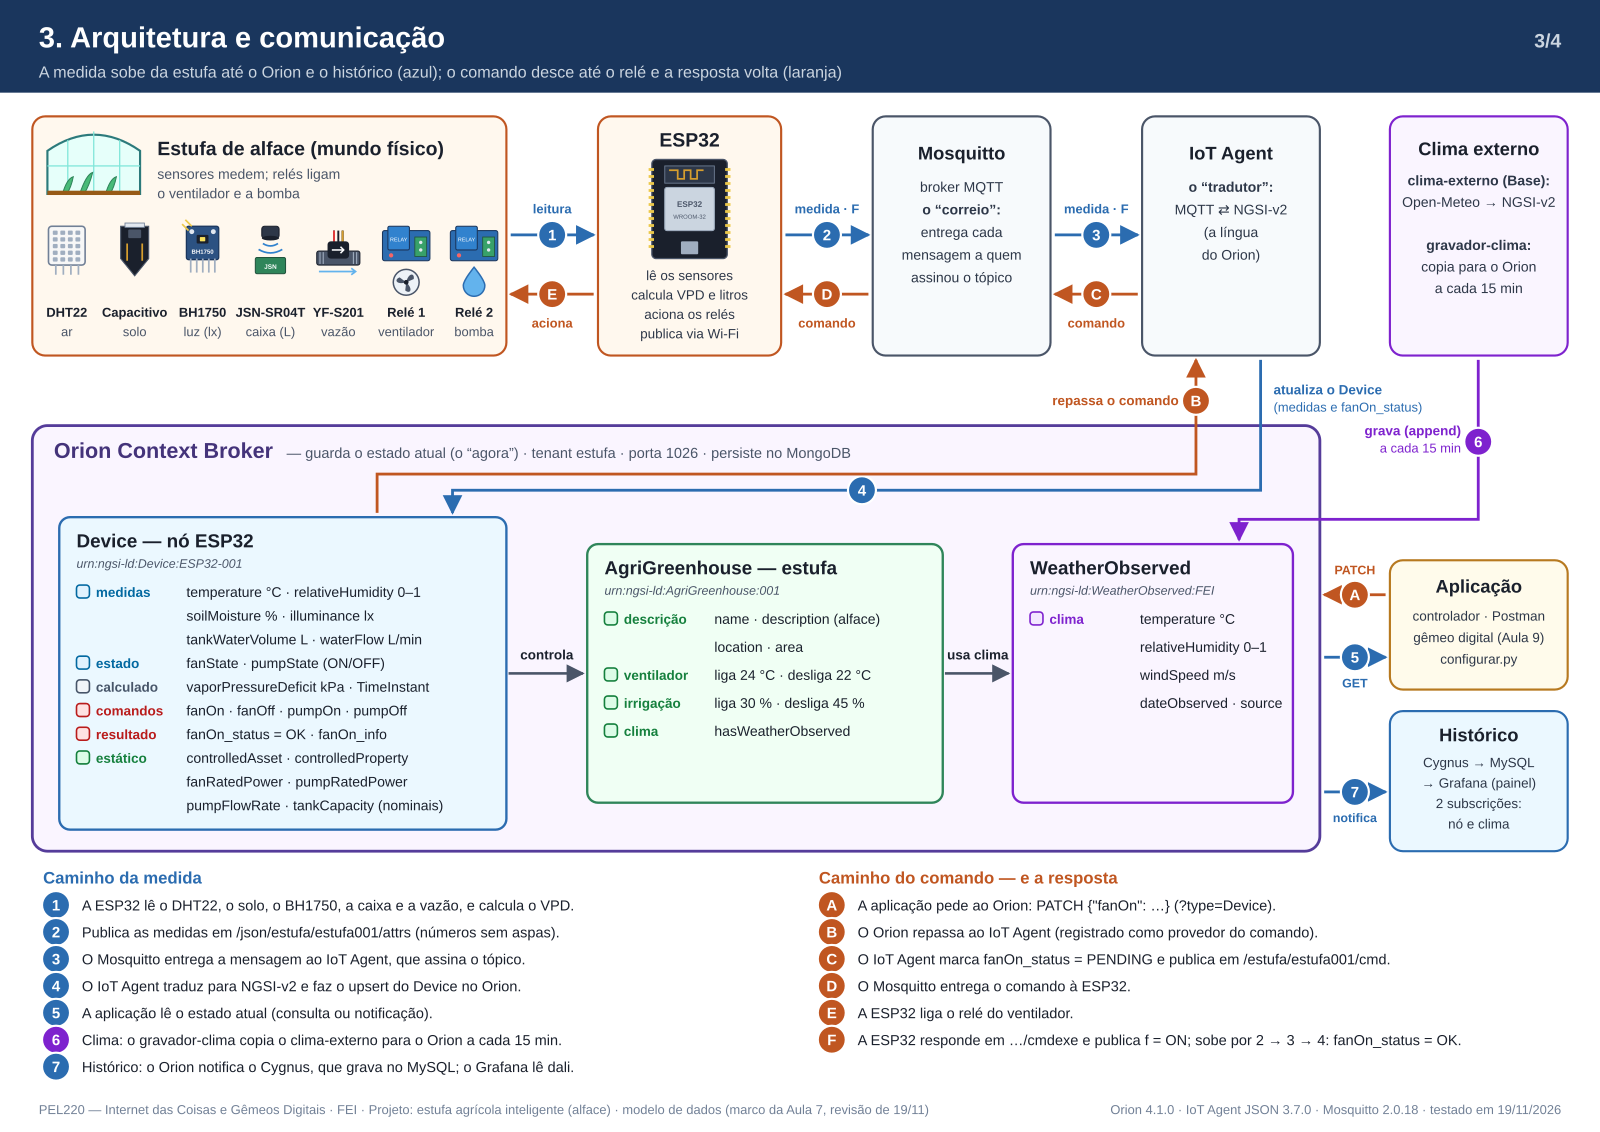 3. Arquitetura e comunicação
3/4
A medida sobe da estufa até o Orion e o histórico (azul); o comando desce até o relé e a resposta volta (laranja)
Estufa de alface (mundo físico)
sensores medem; relés ligam
o ventilador e a bomba
BH1750
JSN
RELAY
RELAY
DHT22
ar
Capacitivo
solo
BH1750
luz (lx)
JSN-SR04T
caixa (L)
YF-S201
vazão
Relé 1
ventilador
Relé 2
bomba
leitura
1
E
aciona
ESP32
ESP32
WROOM-32
lê os sensores
calcula VPD e litros
aciona os relés
publica via Wi-Fi
medida · F
2
D
comando
Mosquitto
broker MQTT
o “correio”:
entrega cada
mensagem a quem
assinou o tópico
medida · F
3
C
comando
IoT Agent
o “tradutor”:
MQTT ⇄ NGSI-v2
(a língua
do Orion)
Clima externo
clima-externo (Base):
Open-Meteo → NGSI-v2
gravador-clima:
copia para o Orion
a cada 15 min
repassa o comando
B
atualiza o Device
(medidas e fanOn_status)
grava (append)
a cada 15 min
6
Orion Context Broker — guarda o estado atual (o “agora”) · tenant estufa · porta 1026 · persiste no MongoDB
4
Device — nó ESP32
urn:ngsi-ld:Device:ESP32-001
medidas temperature °C · relativeHumidity 0–1
soilMoisture % · illuminance lx
tankWaterVolume L · waterFlow L/min
estado fanState · pumpState (ON/OFF)
calculado vaporPressureDeficit kPa · TimeInstant
comandos fanOn · fanOff · pumpOn · pumpOff
resultado fanOn_status = OK · fanOn_info
estático controlledAsset · controlledProperty
fanRatedPower · pumpRatedPower
pumpFlowRate · tankCapacity (nominais)
controla
AgriGreenhouse — estufa
urn:ngsi-ld:AgriGreenhouse:001
descrição name · description (alface)
location · area
ventilador liga 24 °C · desliga 22 °C
irrigação liga 30 % · desliga 45 %
clima hasWeatherObserved
usa clima
WeatherObserved
urn:ngsi-ld:WeatherObserved:FEI
clima temperature °C
relativeHumidity 0–1
windSpeed m/s
dateObserved · source
PATCH
A
5
GET
Aplicação
controlador · Postman
gêmeo digital (Aula 9)
configurar.py
7
notifica
Histórico
Cygnus → MySQL
→ Grafana (painel)
2 subscrições:
nó e clima
Caminho da medida
1 A ESP32 lê o DHT22, o solo, o BH1750, a caixa e a vazão, e calcula o VPD.
2 Publica as medidas em /json/estufa/estufa001/attrs (números sem aspas).
3 O Mosquitto entrega a mensagem ao IoT Agent, que assina o tópico.
4 O IoT Agent traduz para NGSI-v2 e faz o upsert do Device no Orion.
5 A aplicação lê o estado atual (consulta ou notificação).
6 Clima: o gravador-clima copia o clima-externo para o Orion a cada 15 min.
7 Histórico: o Orion notifica o Cygnus, que grava no MySQL; o Grafana lê dali.
Caminho do comando — e a resposta
A A aplicação pede ao Orion: PATCH {"fanOn": …} (?type=Device).
B O Orion repassa ao IoT Agent (registrado como provedor do comando).
C O IoT Agent marca fanOn_status = PENDING e publica em /estufa/estufa001/cmd.
D O Mosquitto entrega o comando à ESP32.
E A ESP32 liga o relé do ventilador.
F A ESP32 responde em …/cmdexe e publica f = ON; sobe por 2 → 3 → 4: fanOn_status = OK.
PEL220 — Internet das Coisas e Gêmeos Digitais · FEI · Projeto: estufa agrícola inteligente (alface) · modelo de dados (marco da Aula 7, revisão de 19/11)
Orion 4.1.0 · IoT Agent JSON 3.7.0 · Mosquitto 2.0.18 · testado em 19/11/2026